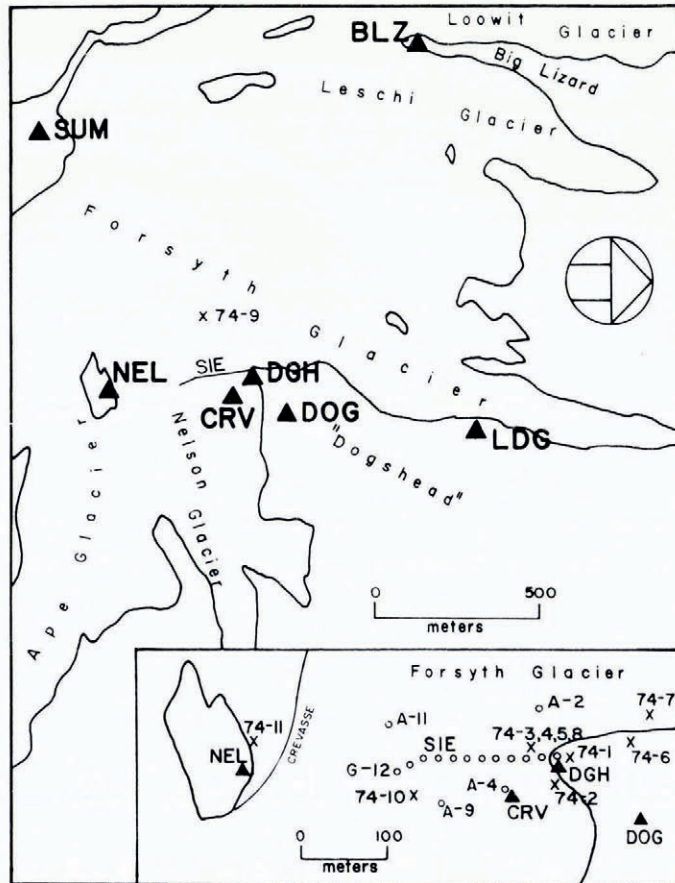 BLZ
Loowit Glacier
Big Lizard
Leschi Glacier
SUM
Forsyth Glacier
x 74-9
NEL
SIE
DGH
CRV
DOG
LDG
"Dogshead"
Nelson Glacier
Ape Glacier
0 500
meters
Forsyth Glacier
A-2
74-7
74-11
A-11
74-3,4,5,8
SIE
74-1
74-6
NEL
CREVASSE
G-12
DGH
74-10
A-4
74-2
A-9
CRV
DOG
0 100
meters